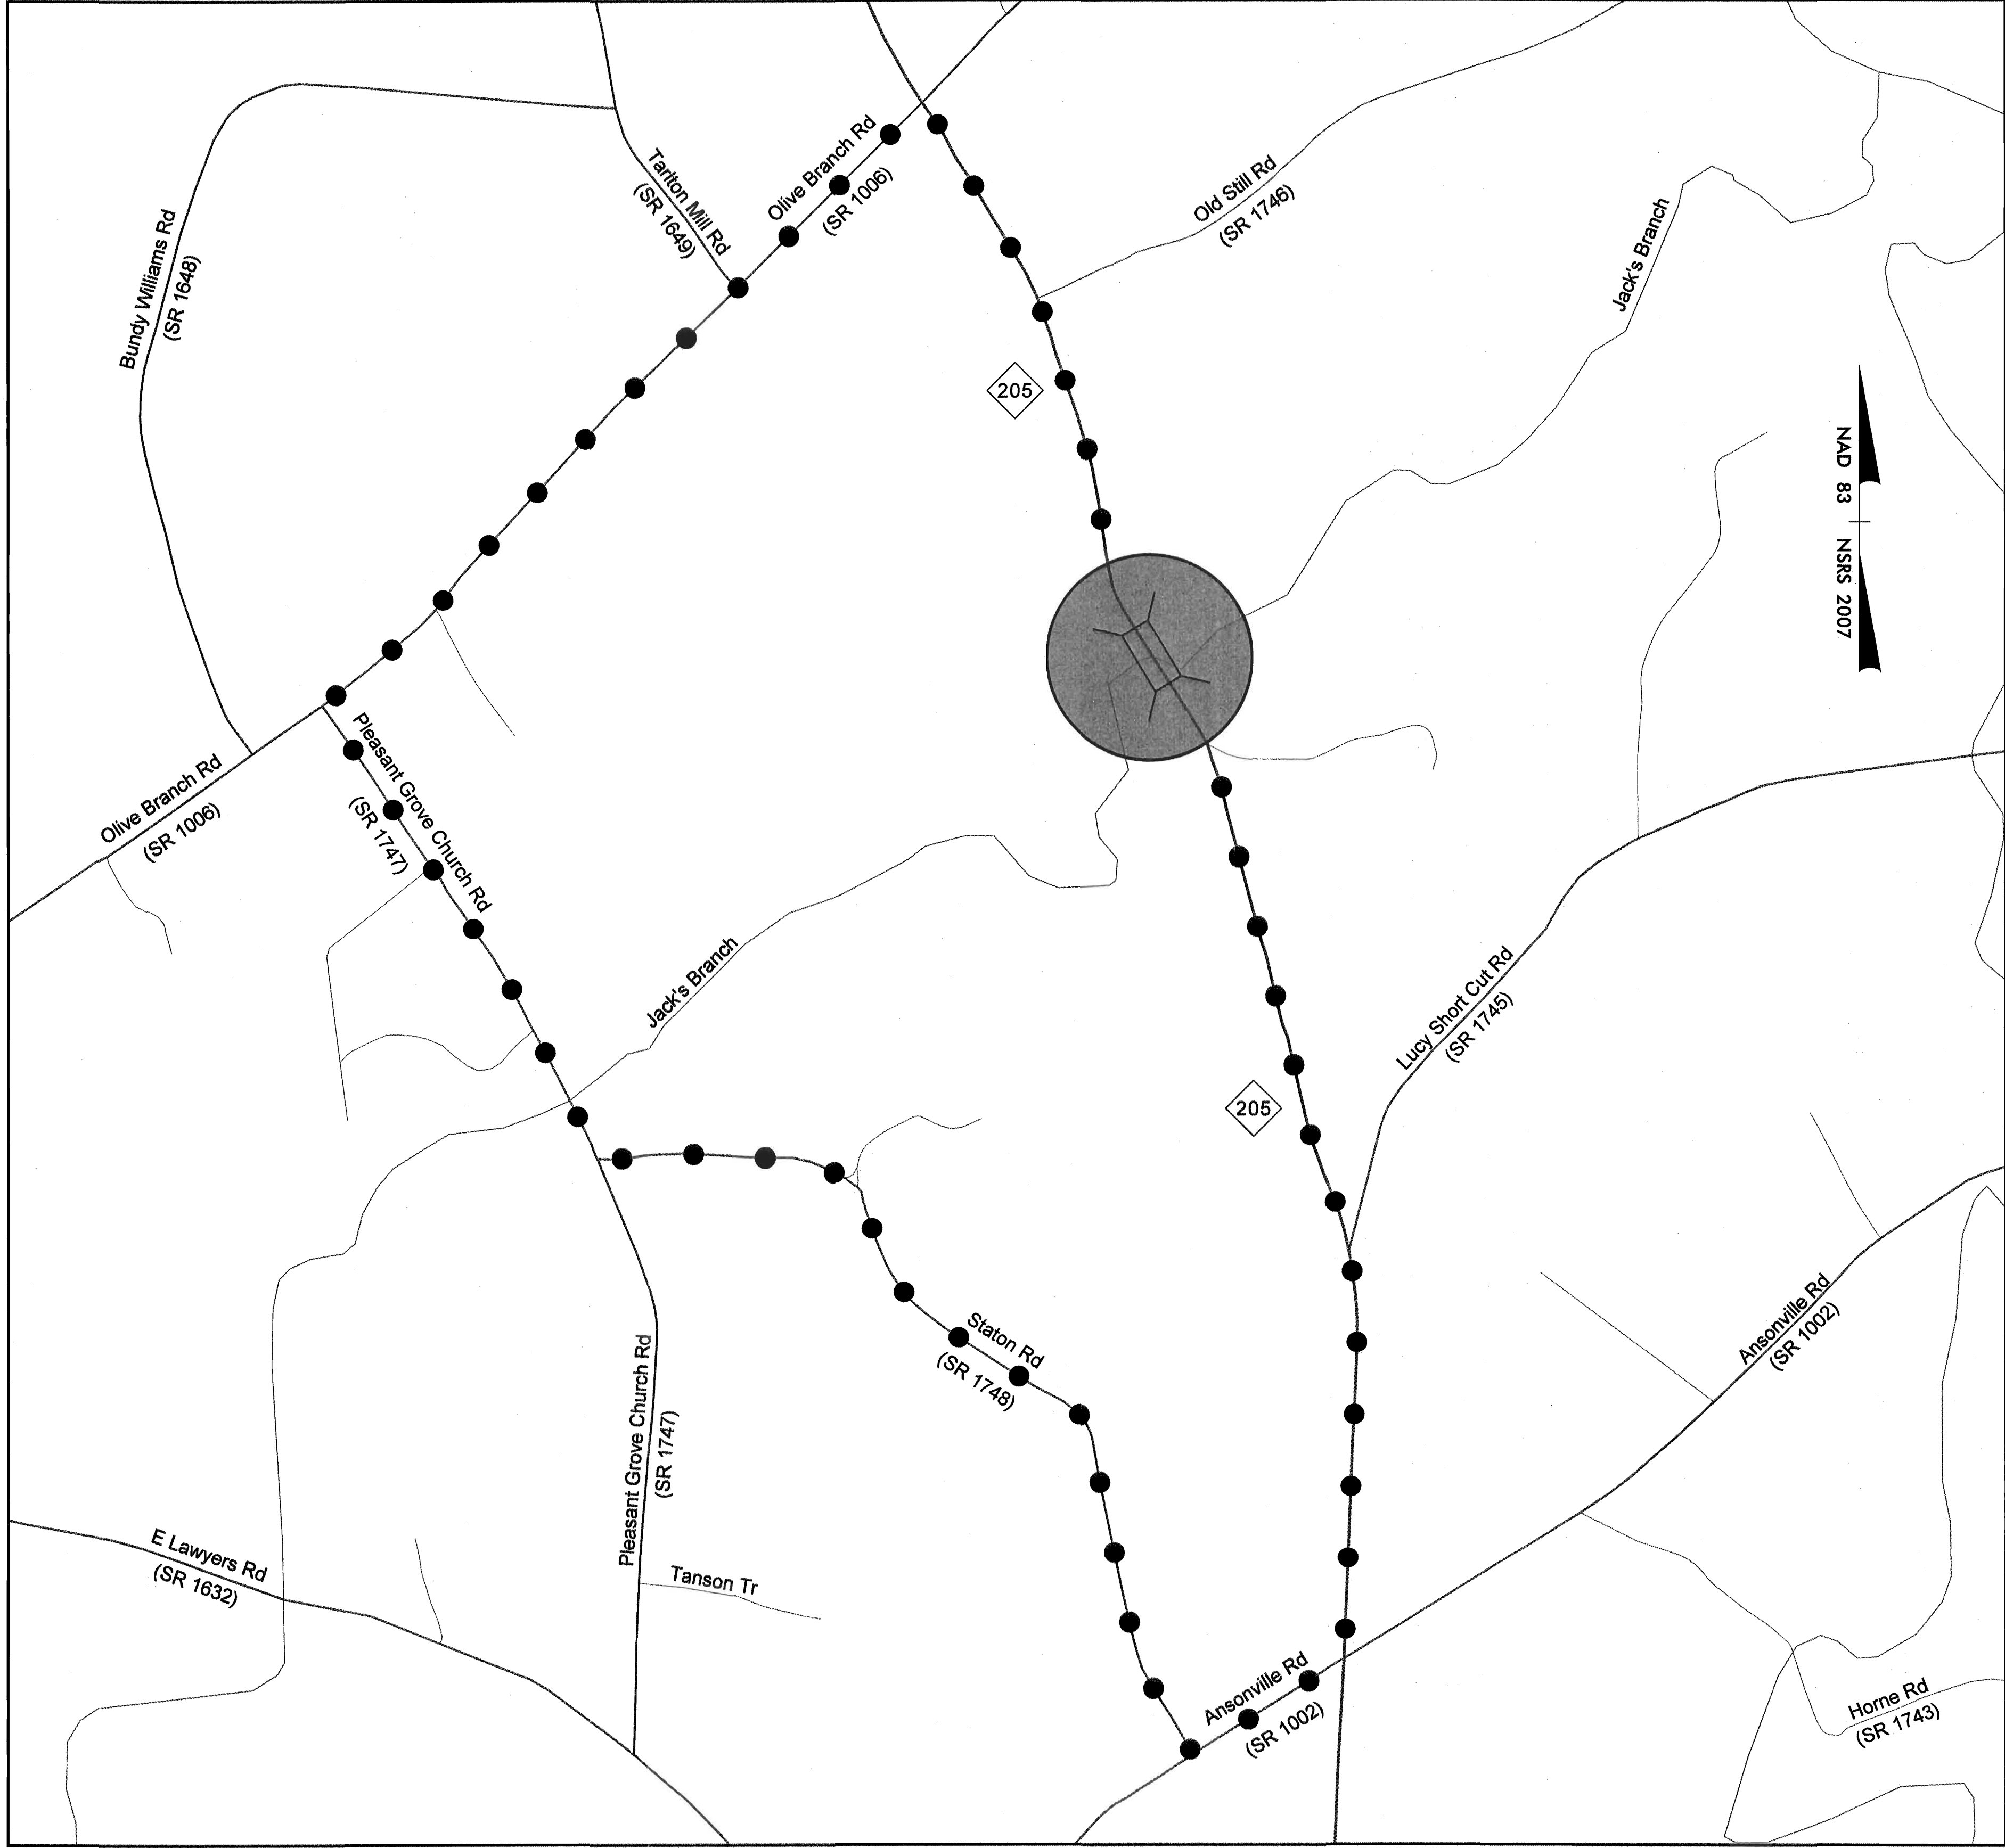 Tarlton Mill Rd
(SR 1649)
Olive Branch Rd
(SR 1006)
Old Still Rd
(SR 1746)
Bundy Williams Rd
(SR 1648)
Jack's Branch
205
NAD 83 NSRS 2007
Olive Branch Rd
(SR 1006)
Pleasant Grove Church Rd
(SR 1747)
Jack's Branch
Lucy Short Cut Rd
(SR 1745)
205
Staton Rd
(SR 1748)
Ansonville Rd
(SR 1002)
Pleasant Grove Church Rd
(SR 1747)
E Lawyers Rd
(SR 1632)
Tanson Tr
Ansonville Rd
(SR 1002)
Horne Rd
(SR 1743)